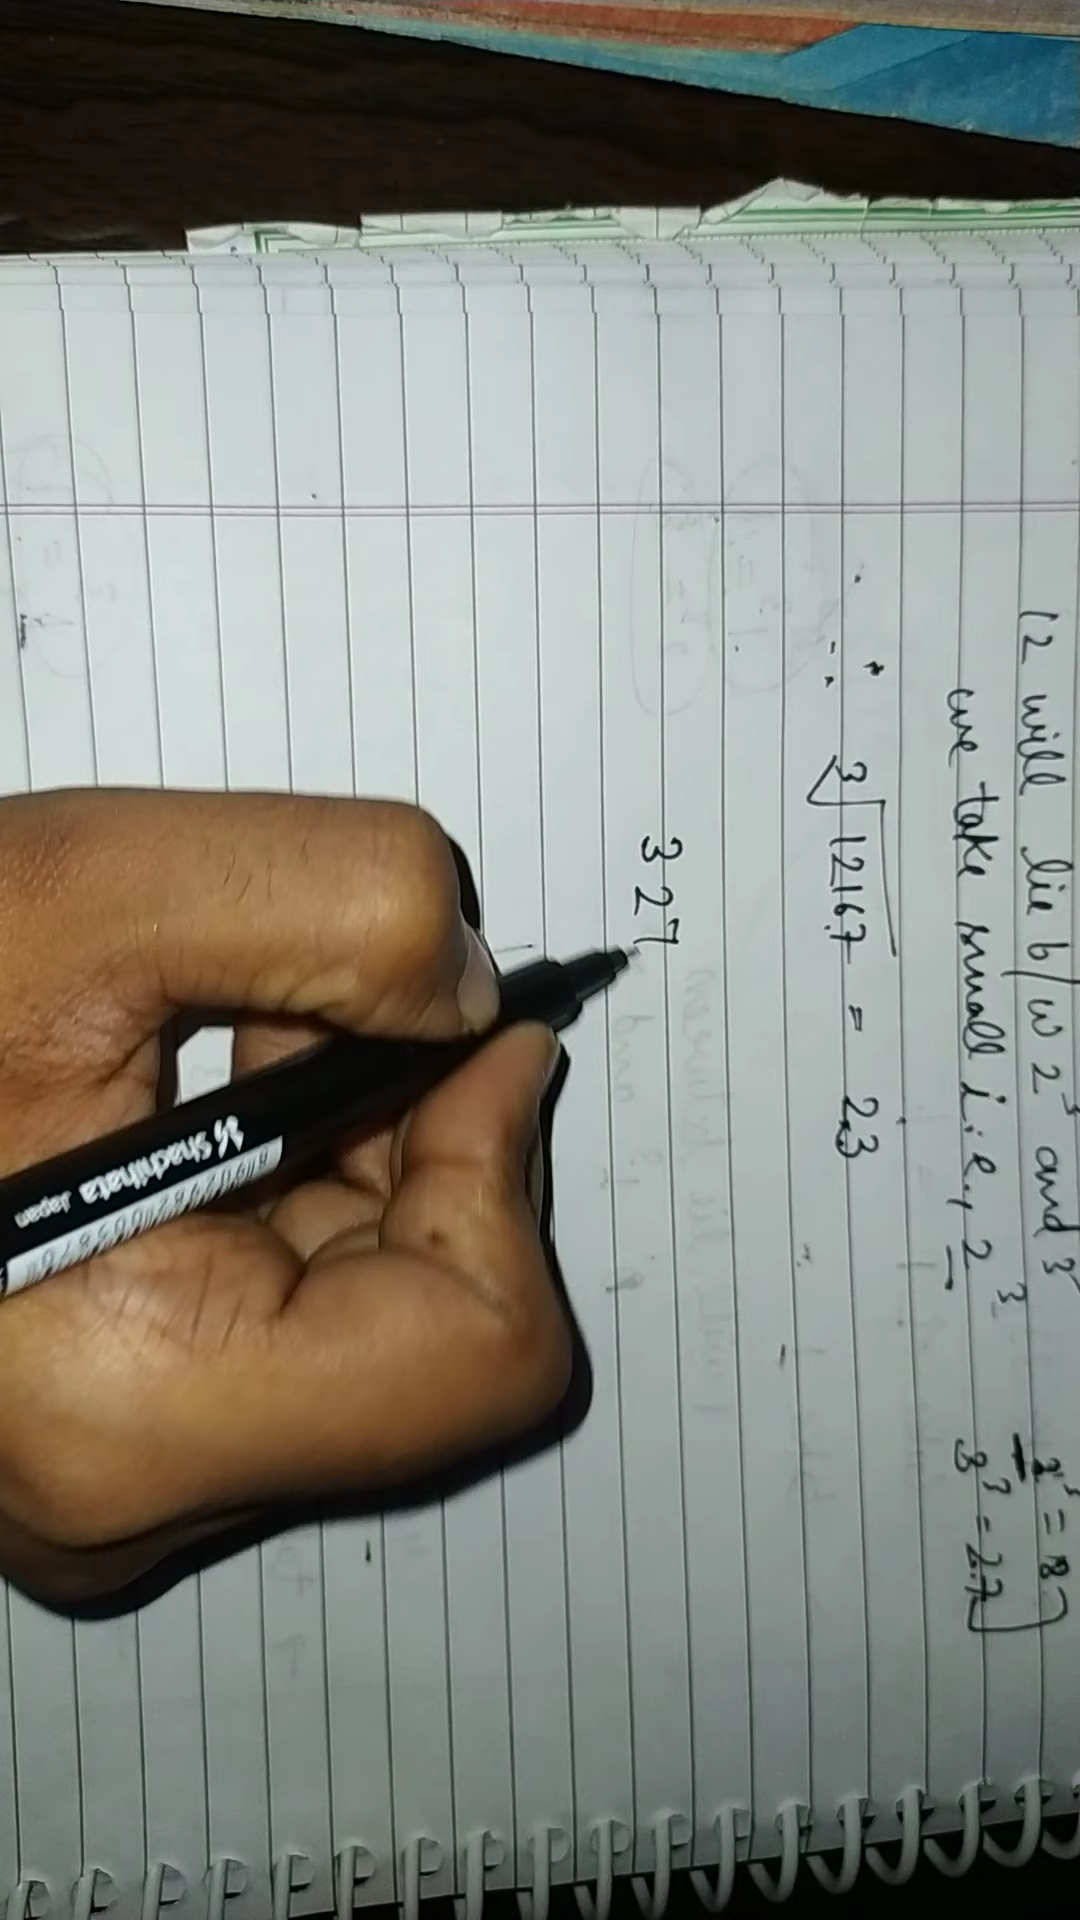 12 will lie b/w 2³ and 3³
2³ = 8
we take small i.e., 2³
3³ = 27
∴ ∛12167 = 23
327
Shachihata Japan